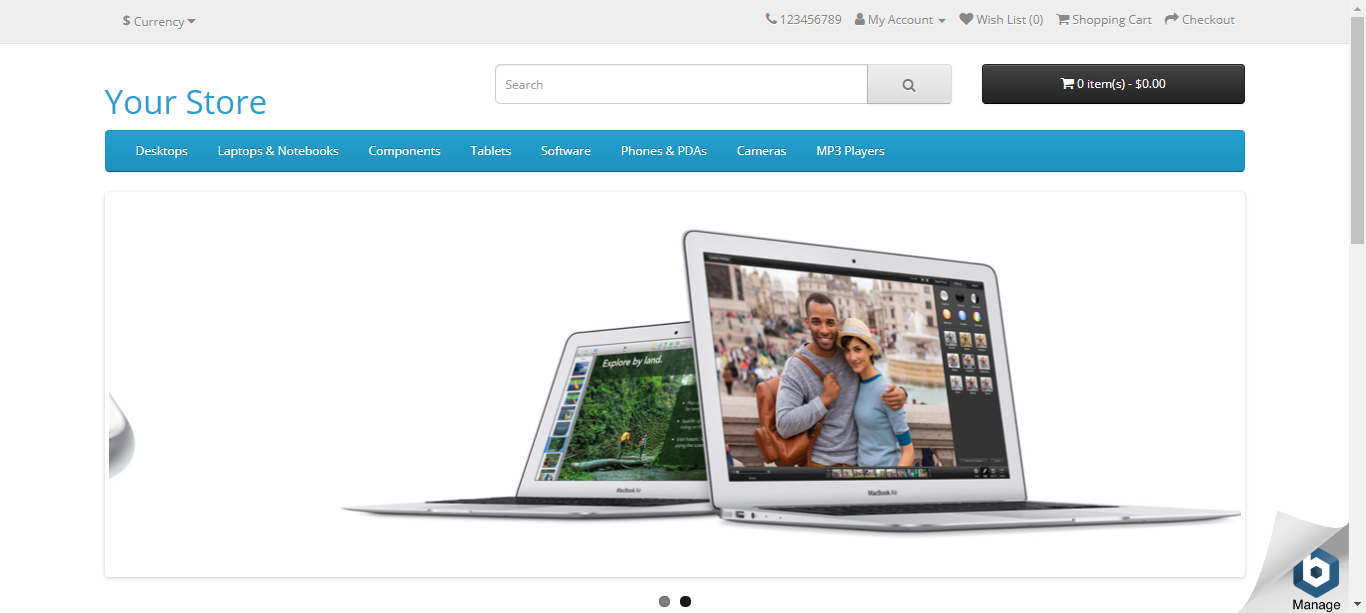 $ Currency
123456789 My Account Wish List (0) Shopping Cart Checkout
Your Store
Search
0 item(s) - $0.00
Desktops Laptops & Notebooks Components Tablets Software Phones & PDAs Cameras MP3 Players
Explore by land.
MacBook Air
MacBook Air
Manage